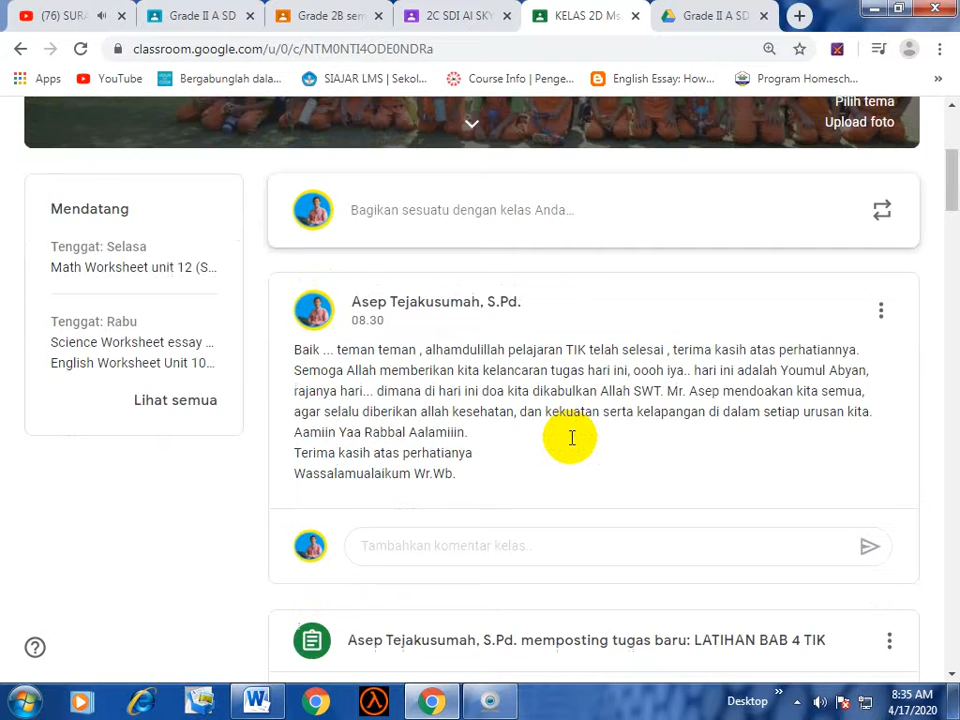 (76) SURA
Grade II A SD
Grade 2B sem
2C SDI Al SKY
KELAS 2D Ms.
Grade II A SD
classroom.google.com/u/0/c/NTM0NTI4ODE0NDRa
Apps
YouTube
Bergabunglah dala...
SIAJAR LMS | Sekol...
Course Info | Penge...
English Essay: How...
Program Homesch...
»
Pilih tema
Upload foto
Mendatang
Tenggat: Selasa
Math Worksheet unit 12 (S...
Tenggat: Rabu
Science Worksheet essay ...
English Worksheet Unit 10...
Lihat semua
Bagikan sesuatu dengan kelas Anda...
Asep Tejakusumah, S.Pd.
08.30
Baik ... teman teman , alhamdulillah pelajaran TIK telah selesai , terima kasih atas perhatiannya.
Semoga Allah memberikan kita kelancaran tugas hari ini, oooh iya.. hari ini adalah Youmul Abyan,
rajanya hari... dimana di hari ini doa kita dikabulkan Allah SWT. Mr. Asep mendoakan kita semua,
agar selalu diberikan allah kesehatan, dan kekuatan serta kelapangan di dalam setiap urusan kita.
Aamiin Yaa Rabbal Aalamiiin.
Terima kasih atas perhatianya
Wassalamualaikum Wr.Wb.
Tambahkan komentar kelas..
Asep Tejakusumah, S.Pd. memposting tugas baru: LATIHAN BAB 4 TIK
Desktop
»
8:35 AM
4/17/2020